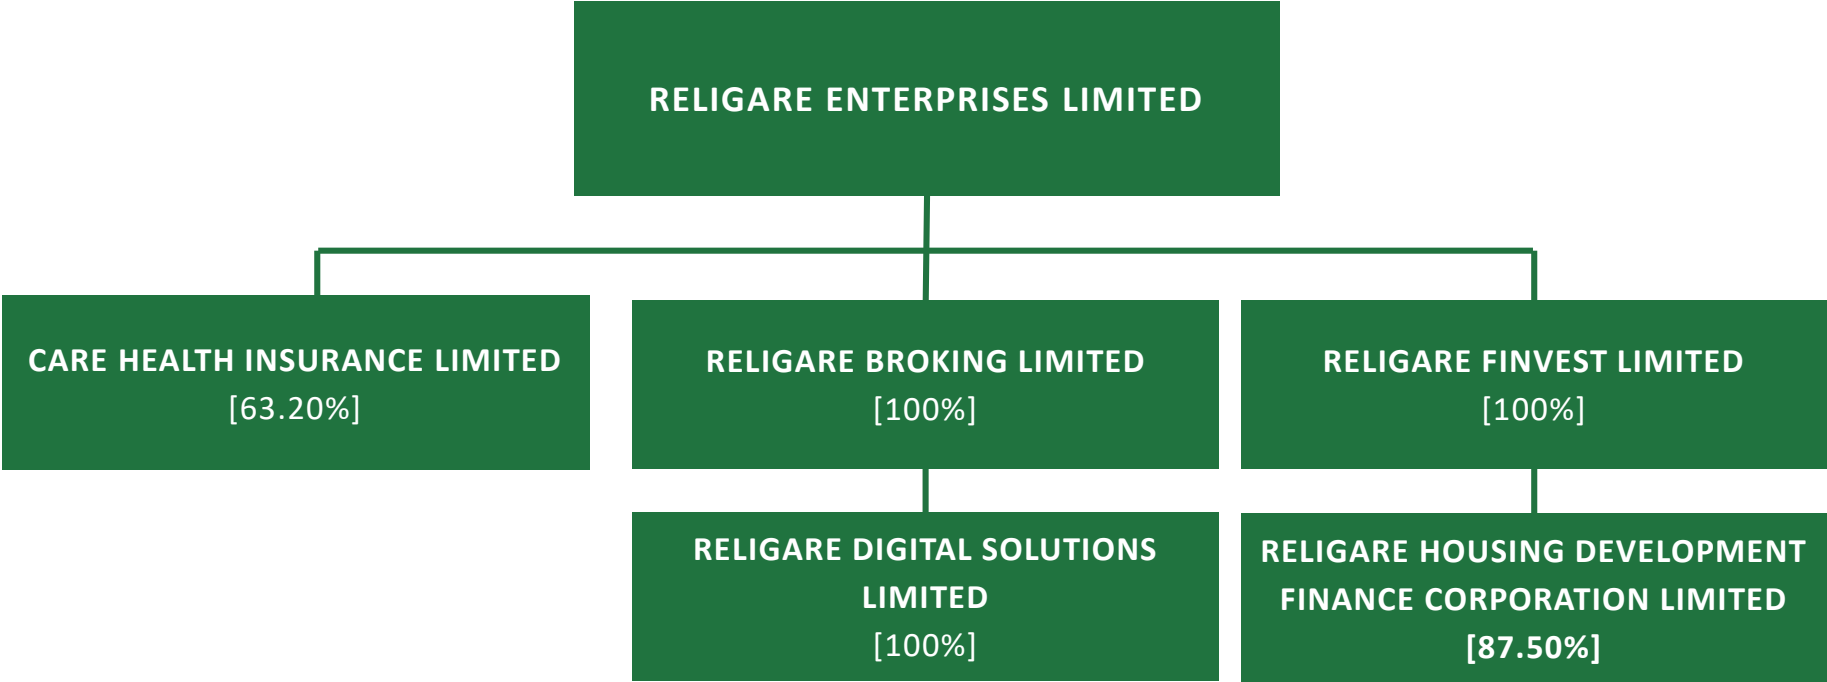 RELIGARE ENTERPRISES LIMITED
CARE HEALTH INSURANCE LIMITED
[63.20%]
RELIGARE BROKING LIMITED
[100%]
RELIGARE FINVEST LIMITED
[100%]
RELIGARE DIGITAL SOLUTIONS
LIMITED
[100%]
RELIGARE HOUSING DEVELOPMENT
FINANCE CORPORATION LIMITED
[87.50%]